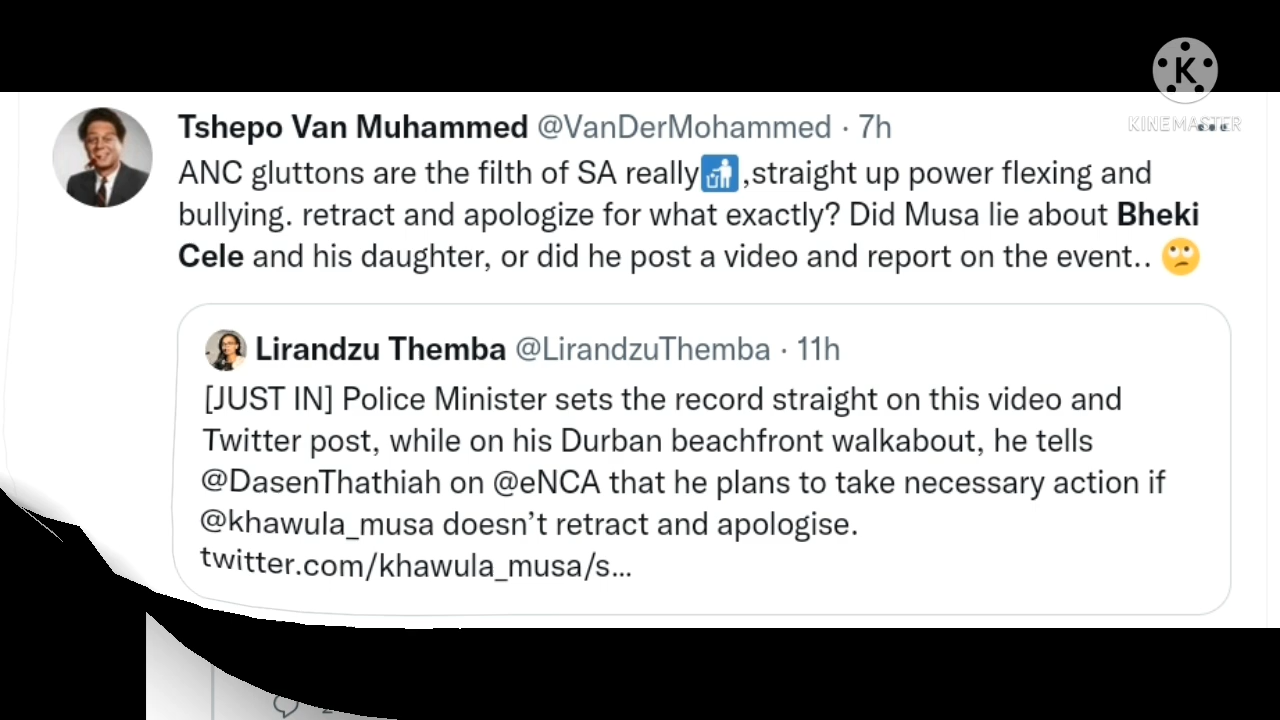 K
KINEMASTER
Tshepo Van Muhammed @VanDerMohammed · 7h
ANC gluttons are the filth of SA really🚮,straight up power flexing and
bullying. retract and apologize for what exactly? Did Musa lie about Bheki
Cele and his daughter, or did he post a video and report on the event.. 🙄
Lirandzu Themba @LirandzuThemba · 11h
[JUST IN] Police Minister sets the record straight on this video and
Twitter post, while on his Durban beachfront walkabout, he tells
@DasenThathiah on @eNCA that he plans to take necessary action if
@khawula_musa doesn’t retract and apologise.
twitter.com/khawula_musa/s…